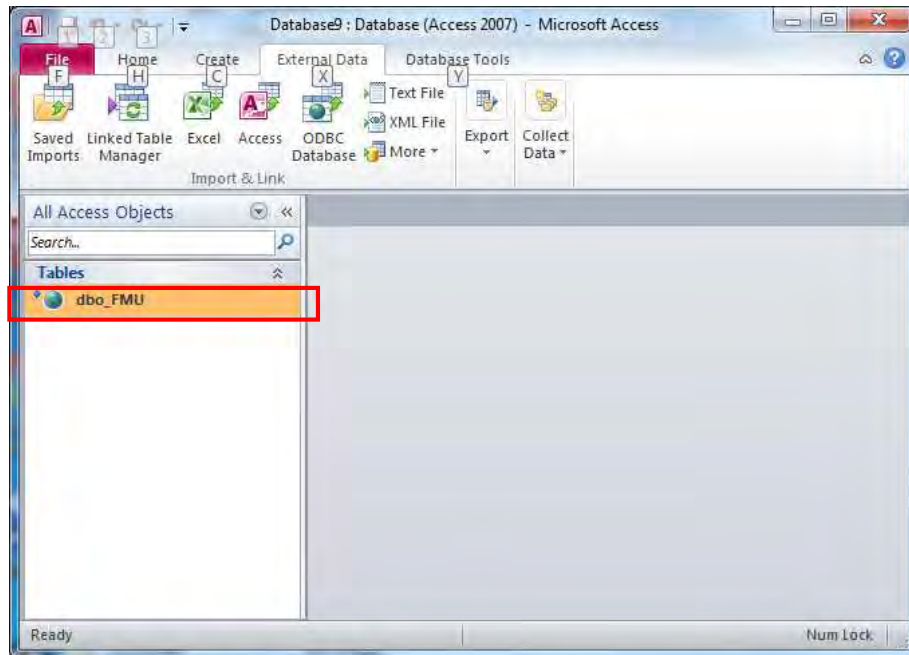 A 1 2 3 Database9 : Database (Access 2007) - Microsoft Access
File Home Create External Data Database Tools
F H C X Y
Saved Imports
Linked Table Manager
Excel
Access
ODBC Database
Text File
XML File
More
Export
Collect Data
Import & Link
All Access Objects
Search...
Tables
dbo_FMU
Ready Num Lock